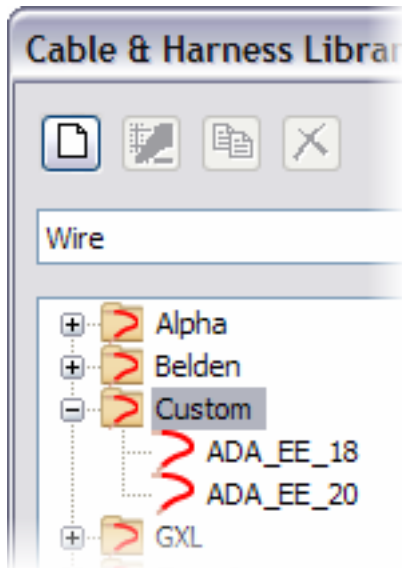 Cable & Harness Librar
Wire
Alpha
Belden
Custom
ADA_EE_18
ADA_EE_20
GXL